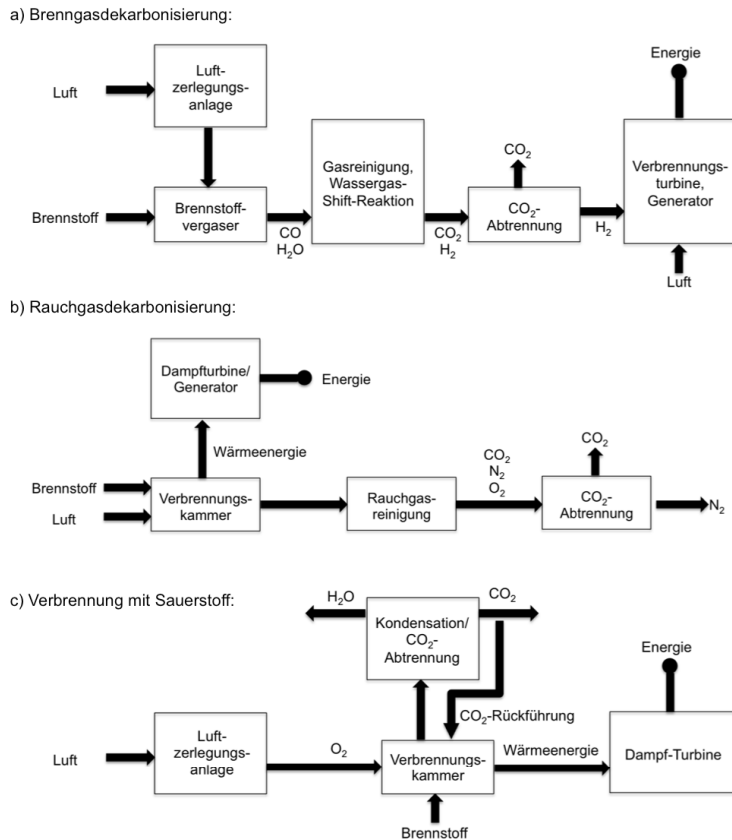 a) Brenngasdekarbonisierung:
Energie
Luft
Luft-
zerlegungs-
anlage
CO₂
Gasreinigung,
Wassergas-
Shift-Reaktion
Verbrennungs-
turbine,
Generator
Brennstoff
Brennstoff-
vergaser
CO
H₂O
CO₂
H₂
CO₂-
Abtrennung
H₂
Luft
b) Rauchgasdekarbonisierung:
Dampfturbine/
Generator
Energie
Wärmeenergie
Brennstoff
Luft
Verbrennungs-
kammer
Rauchgas-
reinigung
CO₂
N₂
O₂
CO₂
CO₂-
Abtrennung
N₂
c) Verbrennung mit Sauerstoff:
H₂O
CO₂
Kondensation/
CO₂-
Abtrennung
Energie
CO₂-Rückführung
Luft
Luft-
zerlegungs-
anlage
O₂
Verbrennungs-
kammer
Wärmeenergie
Dampf-Turbine
Brennstoff